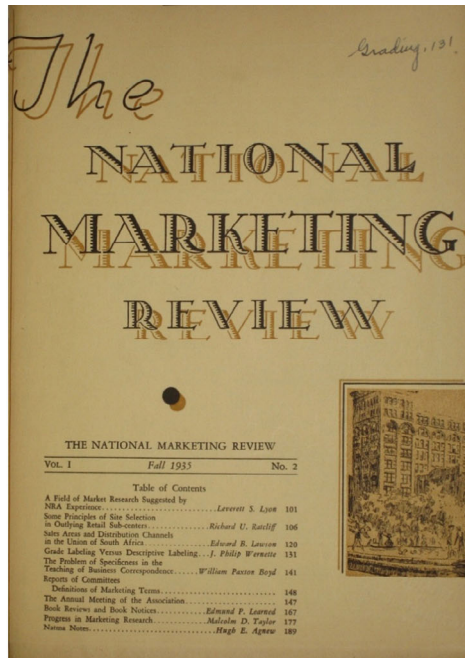 Grading, 131
The
NATIONAL
MARKETING
REVIEW
THE NATIONAL MARKETING REVIEW
VOL. I Fall 1935 No. 2
Table of Contents
A Field of Market Research Suggested by
NRA Experience....................Leverett S. Lyon 101
Some Principles of Site Selection
in Outlying Retail Sub-centers............Richard U. Ratcliff 106
Sales Areas and Distribution Channels
in the Union of South Africa............Edward B. Lawson 120
Grade Labeling Versus Descriptive Labeling...J. Philip Wernette 131
The Problem of Specificness in the
Teaching of Business Correspondence......William Paxton Boyd 141
Reports of Committees
Definitions of Marketing Terms.................... 148
The Annual Meeting of the Association.................... 147
Book Reviews and Book Notices............Edmund P. Learned 167
Progress in Marketing Research............Malcolm D. Taylor 177
Natma Notes....................Hugh E. Agnew 189